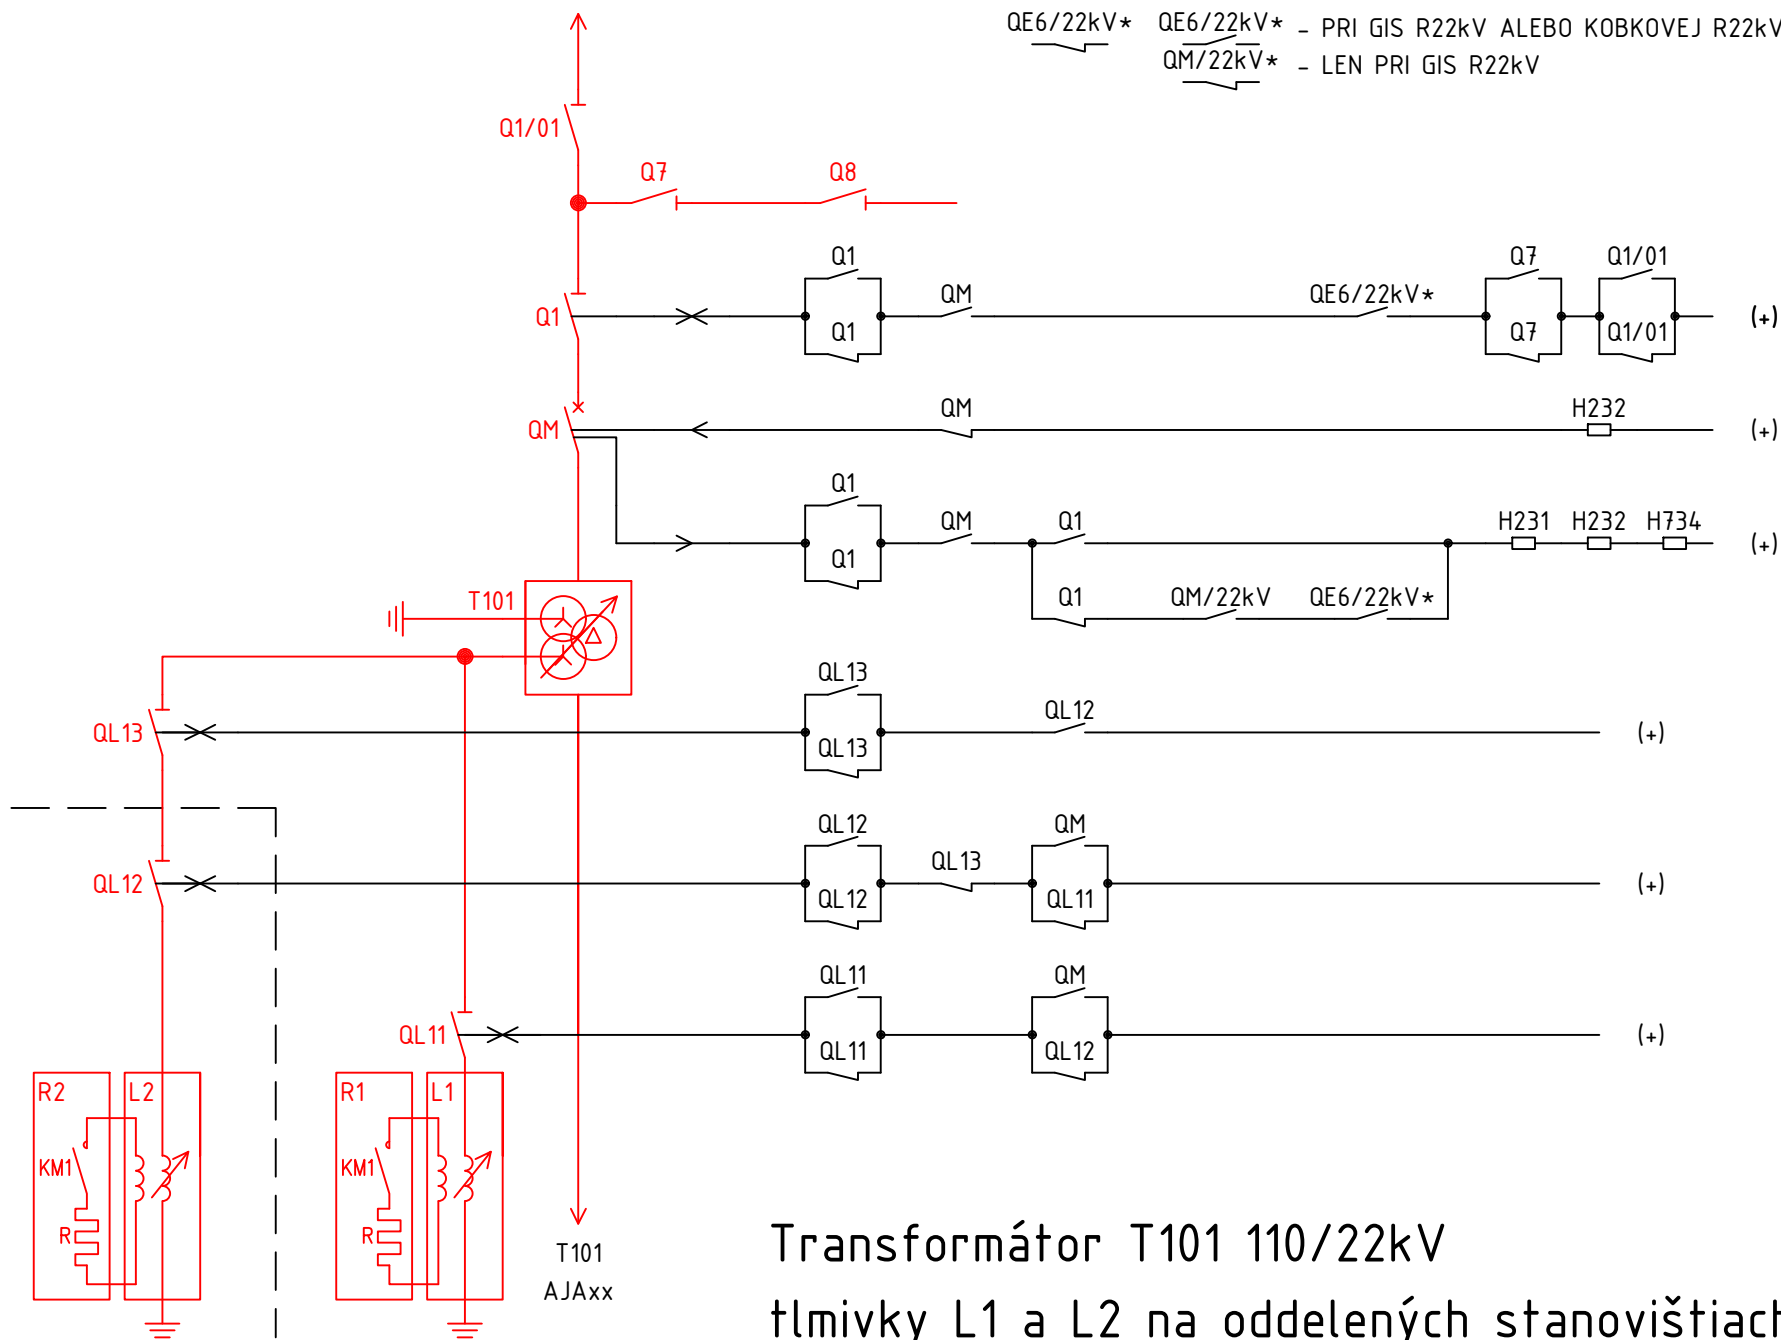 QE6/22kV* QE6/22kV* - PRI GIS R22kV ALEBO KOBKOVEJ R22kV
QM/22kV* - LEN PRI GIS R22kV
Q1/01
Q7 Q8
Q1 Q7 Q1/01
Q1 Q1 QM QE6/22kV* Q7 Q1/01 (+)
QM QM H232 (+)
Q1
Q1 QM Q1 H231 H232 H734 (+)
T101 Q1 QM/22kV QE6/22kV*
QL13
QL13 QL13 QL12 (+)
QL12 QM
QL12 QL12 QL13 QL11 (+)
QL11 QM
QL11 QL11 QL12 (+)
R2 L2 R1 L1
KM1 KM1
R R
T101
AJAxx
Transformátor T101 110/22kV
tlmivky L1 a L2 na oddelených stanovištiach